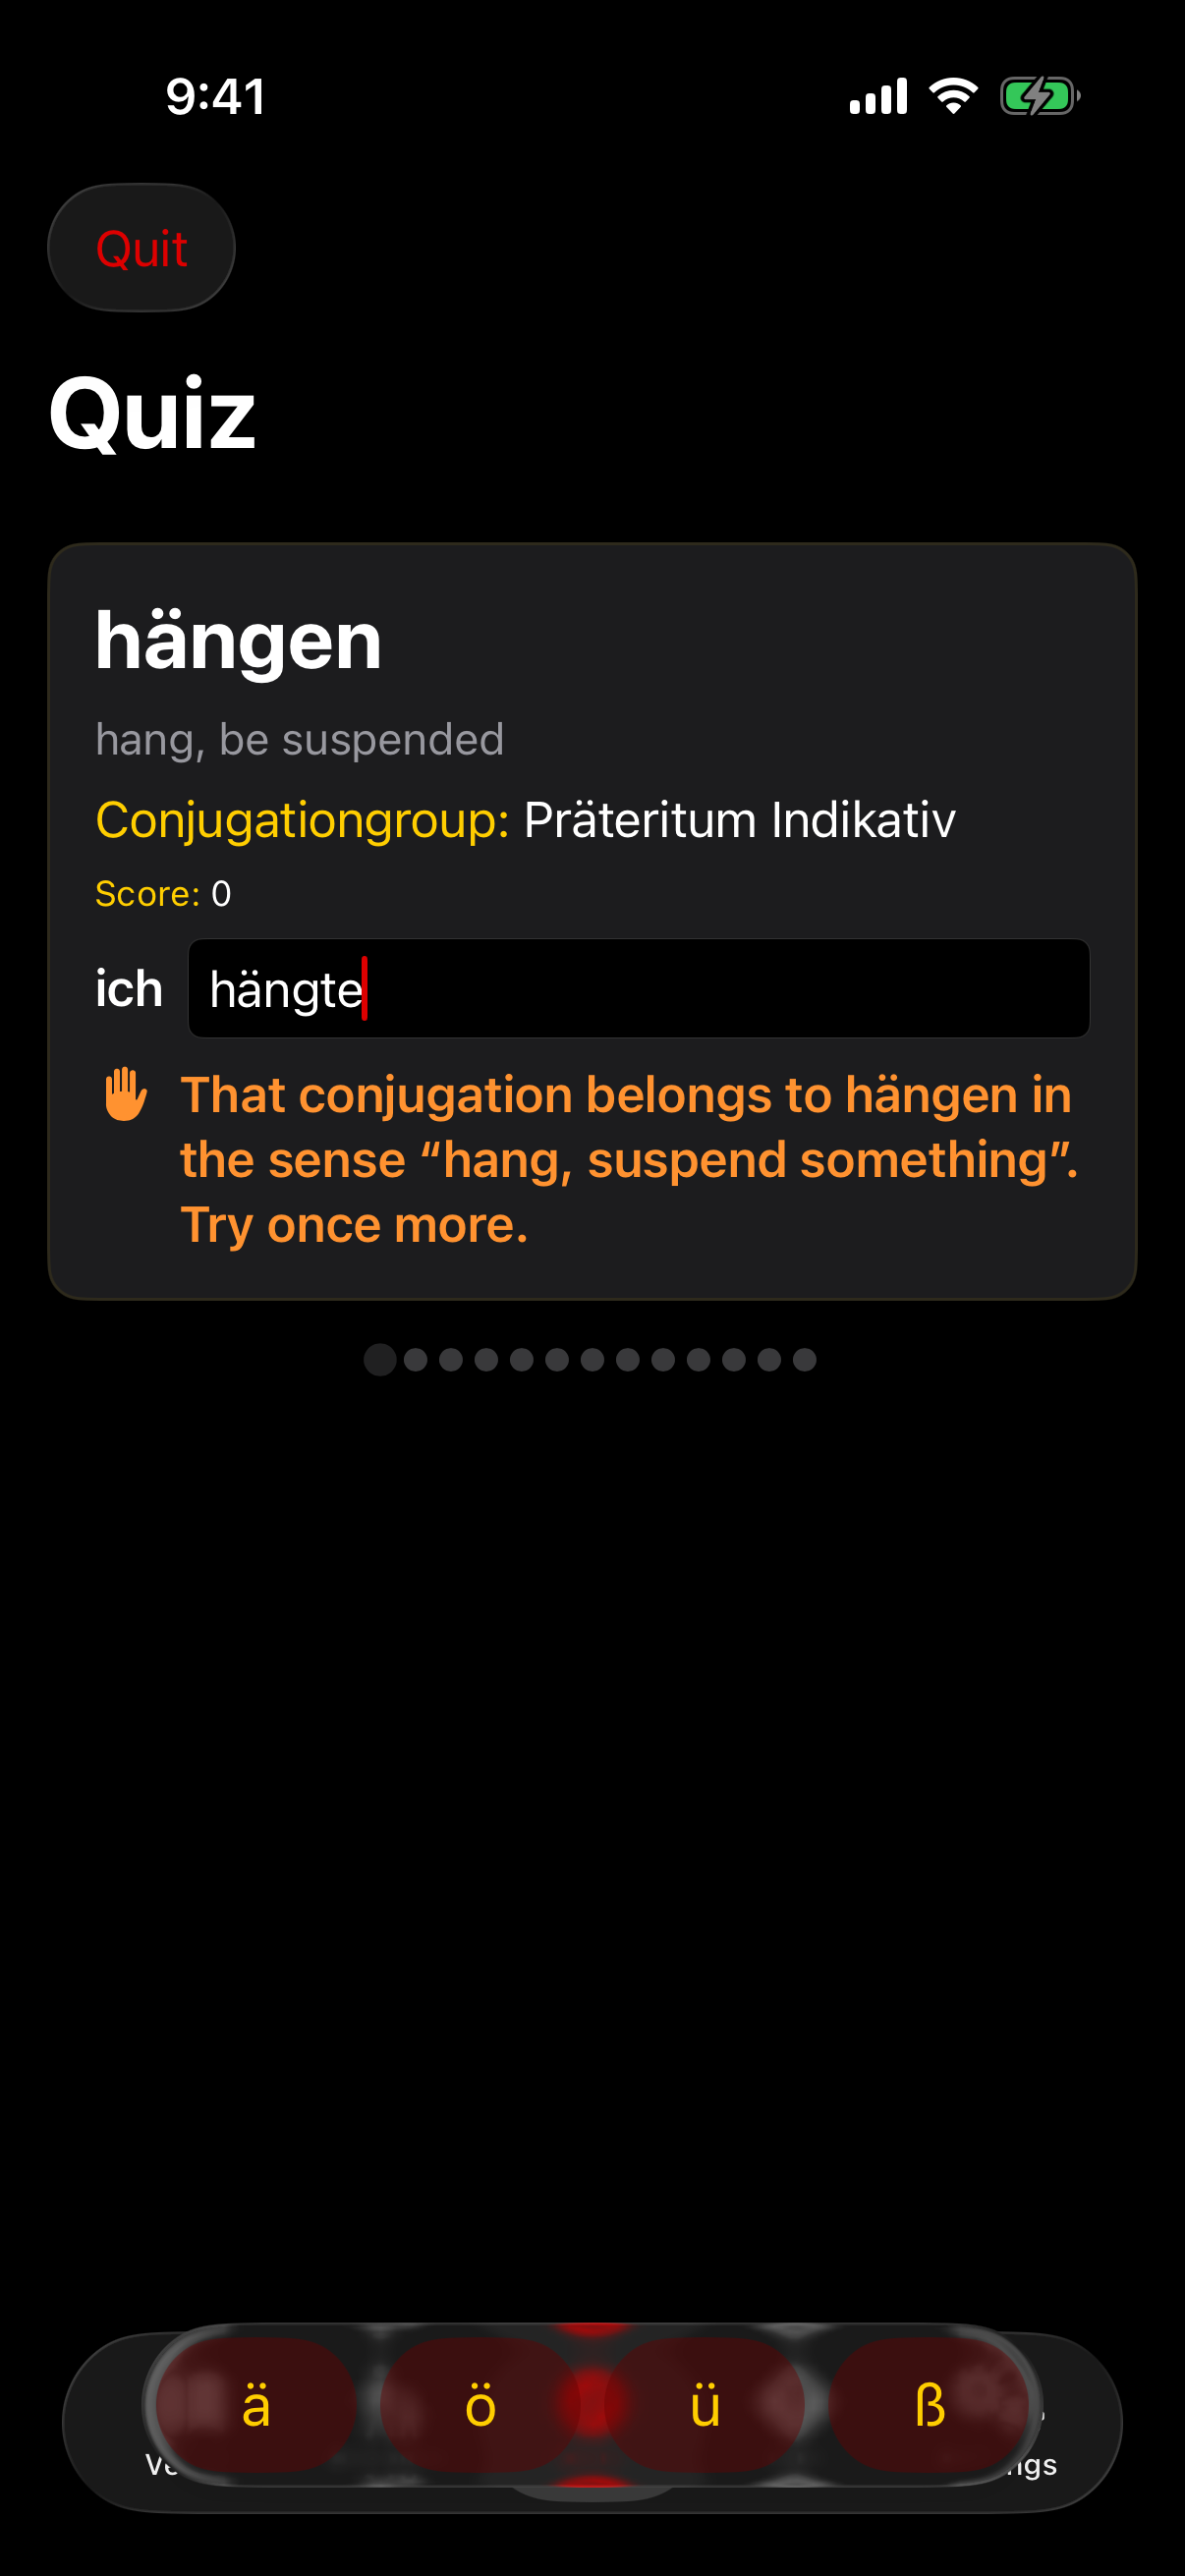 9:41
Quit
Quiz
hängen
hang, be suspended
Conjugationgroup: Präteritum Indikativ
Score: 0
ich hängte
That conjugation belongs to hängen in
the sense “hang, suspend something”.
Try once more.
ä ö ü ß